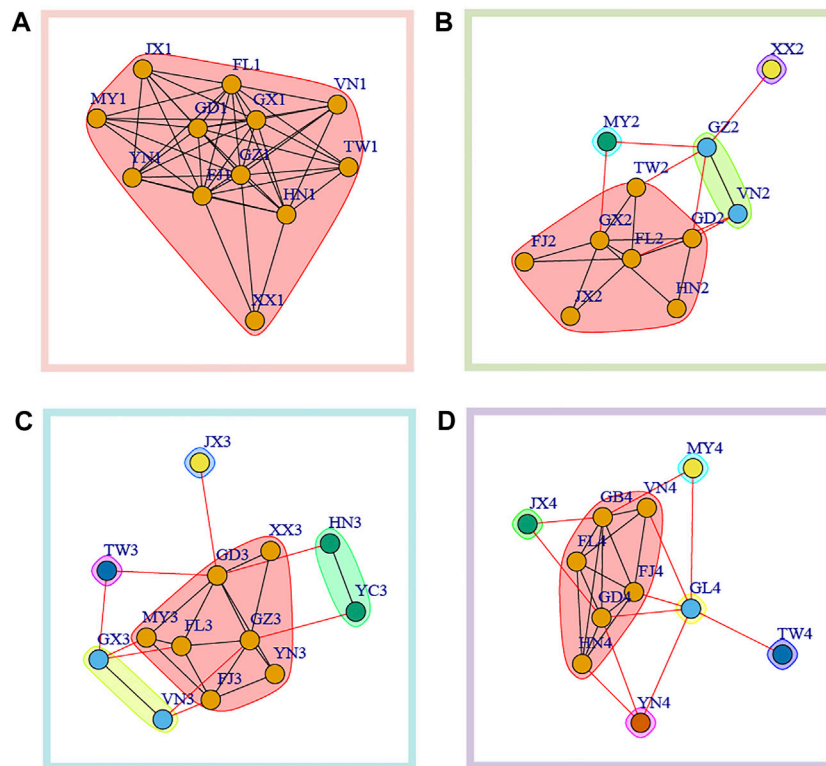 A
JX1
FL1
VN1
MY1
GD1
GX1
TW1
YN1
FJ1
GZ1
HN1
XX1
B
XX2
MY2
GZ2
TW2
VN2
GX2
GD2
FJ2
FL2
JX2
HN2
C
JX3
HN3
XX3
TW3
GD3
YC3
MY3
FL3
GZ3
GX3
YN3
FJ3
VN3
D
MY4
VN4
GB4
JX4
FL4
FJ4
GL4
GD4
HN4
TW4
YN4